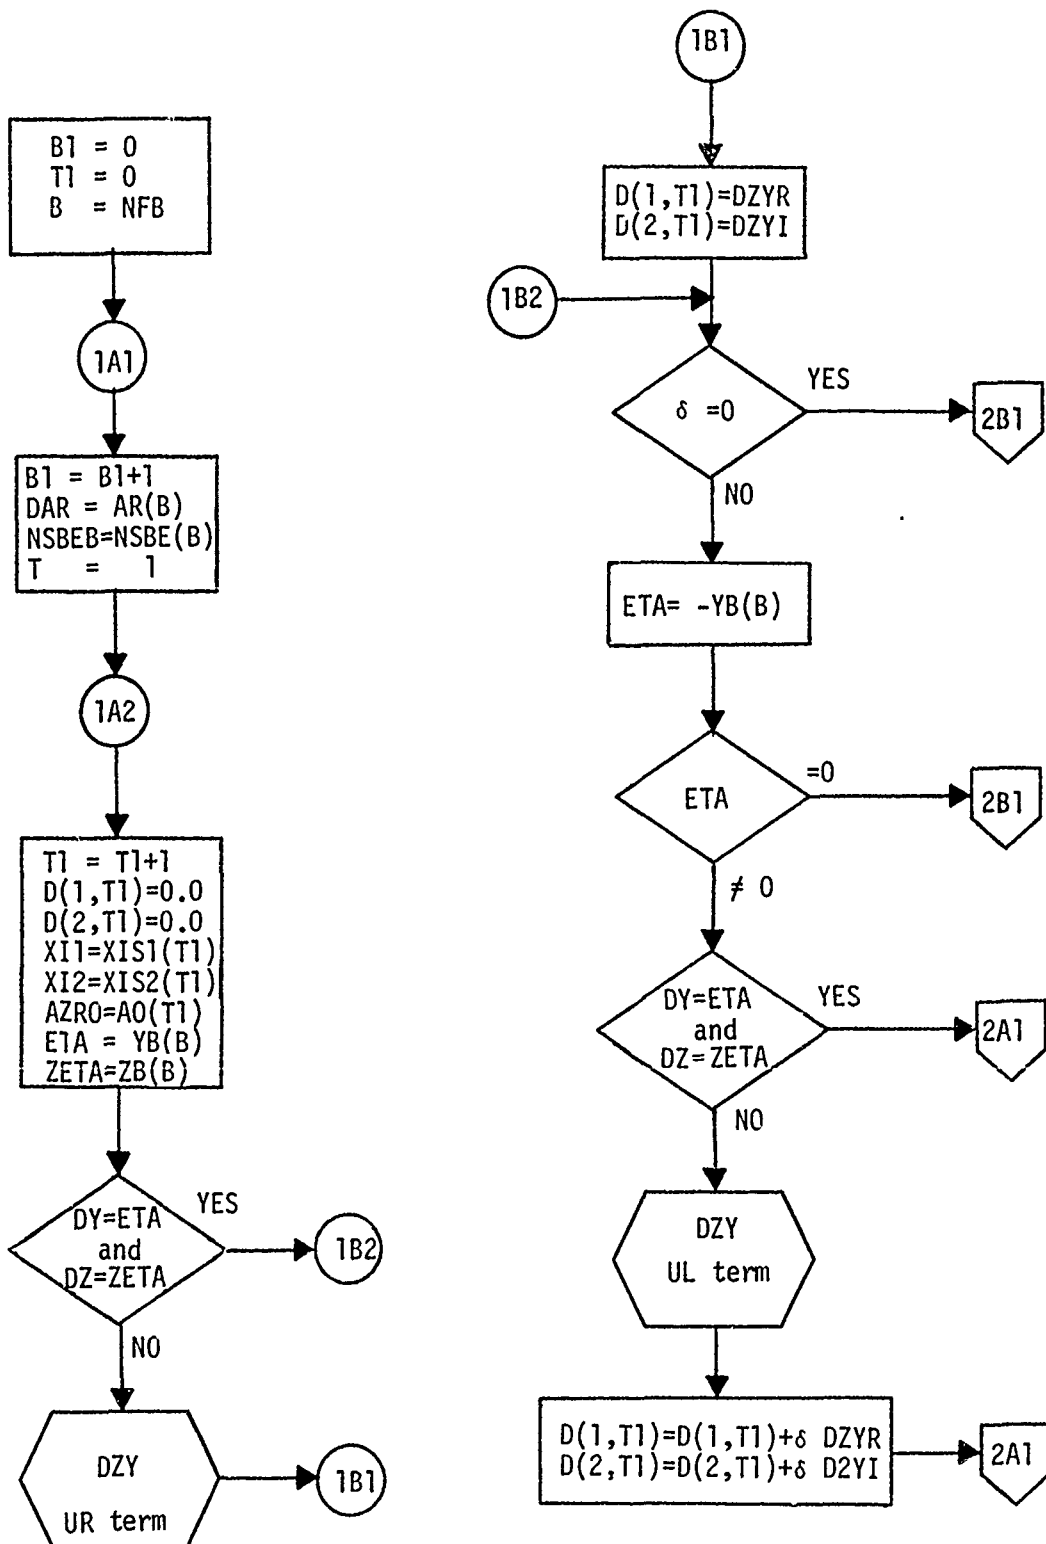 B1 = 0
T1 = 0
B = NFB
1A1
B1 = B1+1
DAR = AR(B)
NSBEB=NSBE(B)
T = 1
1A2
T1 = T1+1
D(1,T1)=0.0
D(2,T1)=0.0
XI1=XIS1(T1)
XI2=XIS2(T1)
AZRO=AO(T1)
ETA = YB(B)
ZETA=ZB(B)
DY=ETA
and
DZ=ZETA
YES
1B2
NO
DZY
UR term
1B1
1B1
D(1,T1)=DZYR
D(2,T1)=DZYI
1B2
δ =0
YES
2B1
NO
ETA= -YB(B)
ETA
=0
2B1
≠ 0
DY=ETA
and
DZ=ZETA
YES
2A1
NO
DZY
UL term
D(1,T1)=D(1,T1)+δ DZYR
D(2,T1)=D(2,T1)+δ D2YI
2A1